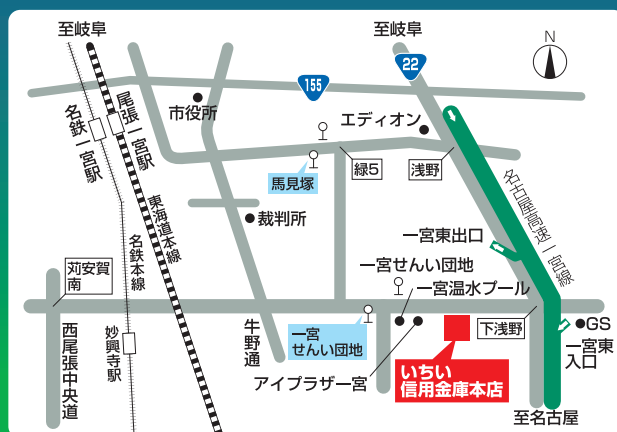 至岐阜
至岐阜
N
22
155
市役所
エディオン
名鉄一宮駅
尾張一宮駅
馬見塚
緑5
浅野
名古屋高速一宮線
東海道本線
名鉄本線
裁判所
一宮東出口
一宮せんい団地
一宮温水プール
苅安賀
南
西尾張中央道
妙興寺駅
牛野通
一宮
せんい団地
アイプラザ一宮
下浅野
GS
一宮東
入口
いちい
信用金庫本店
至名古屋